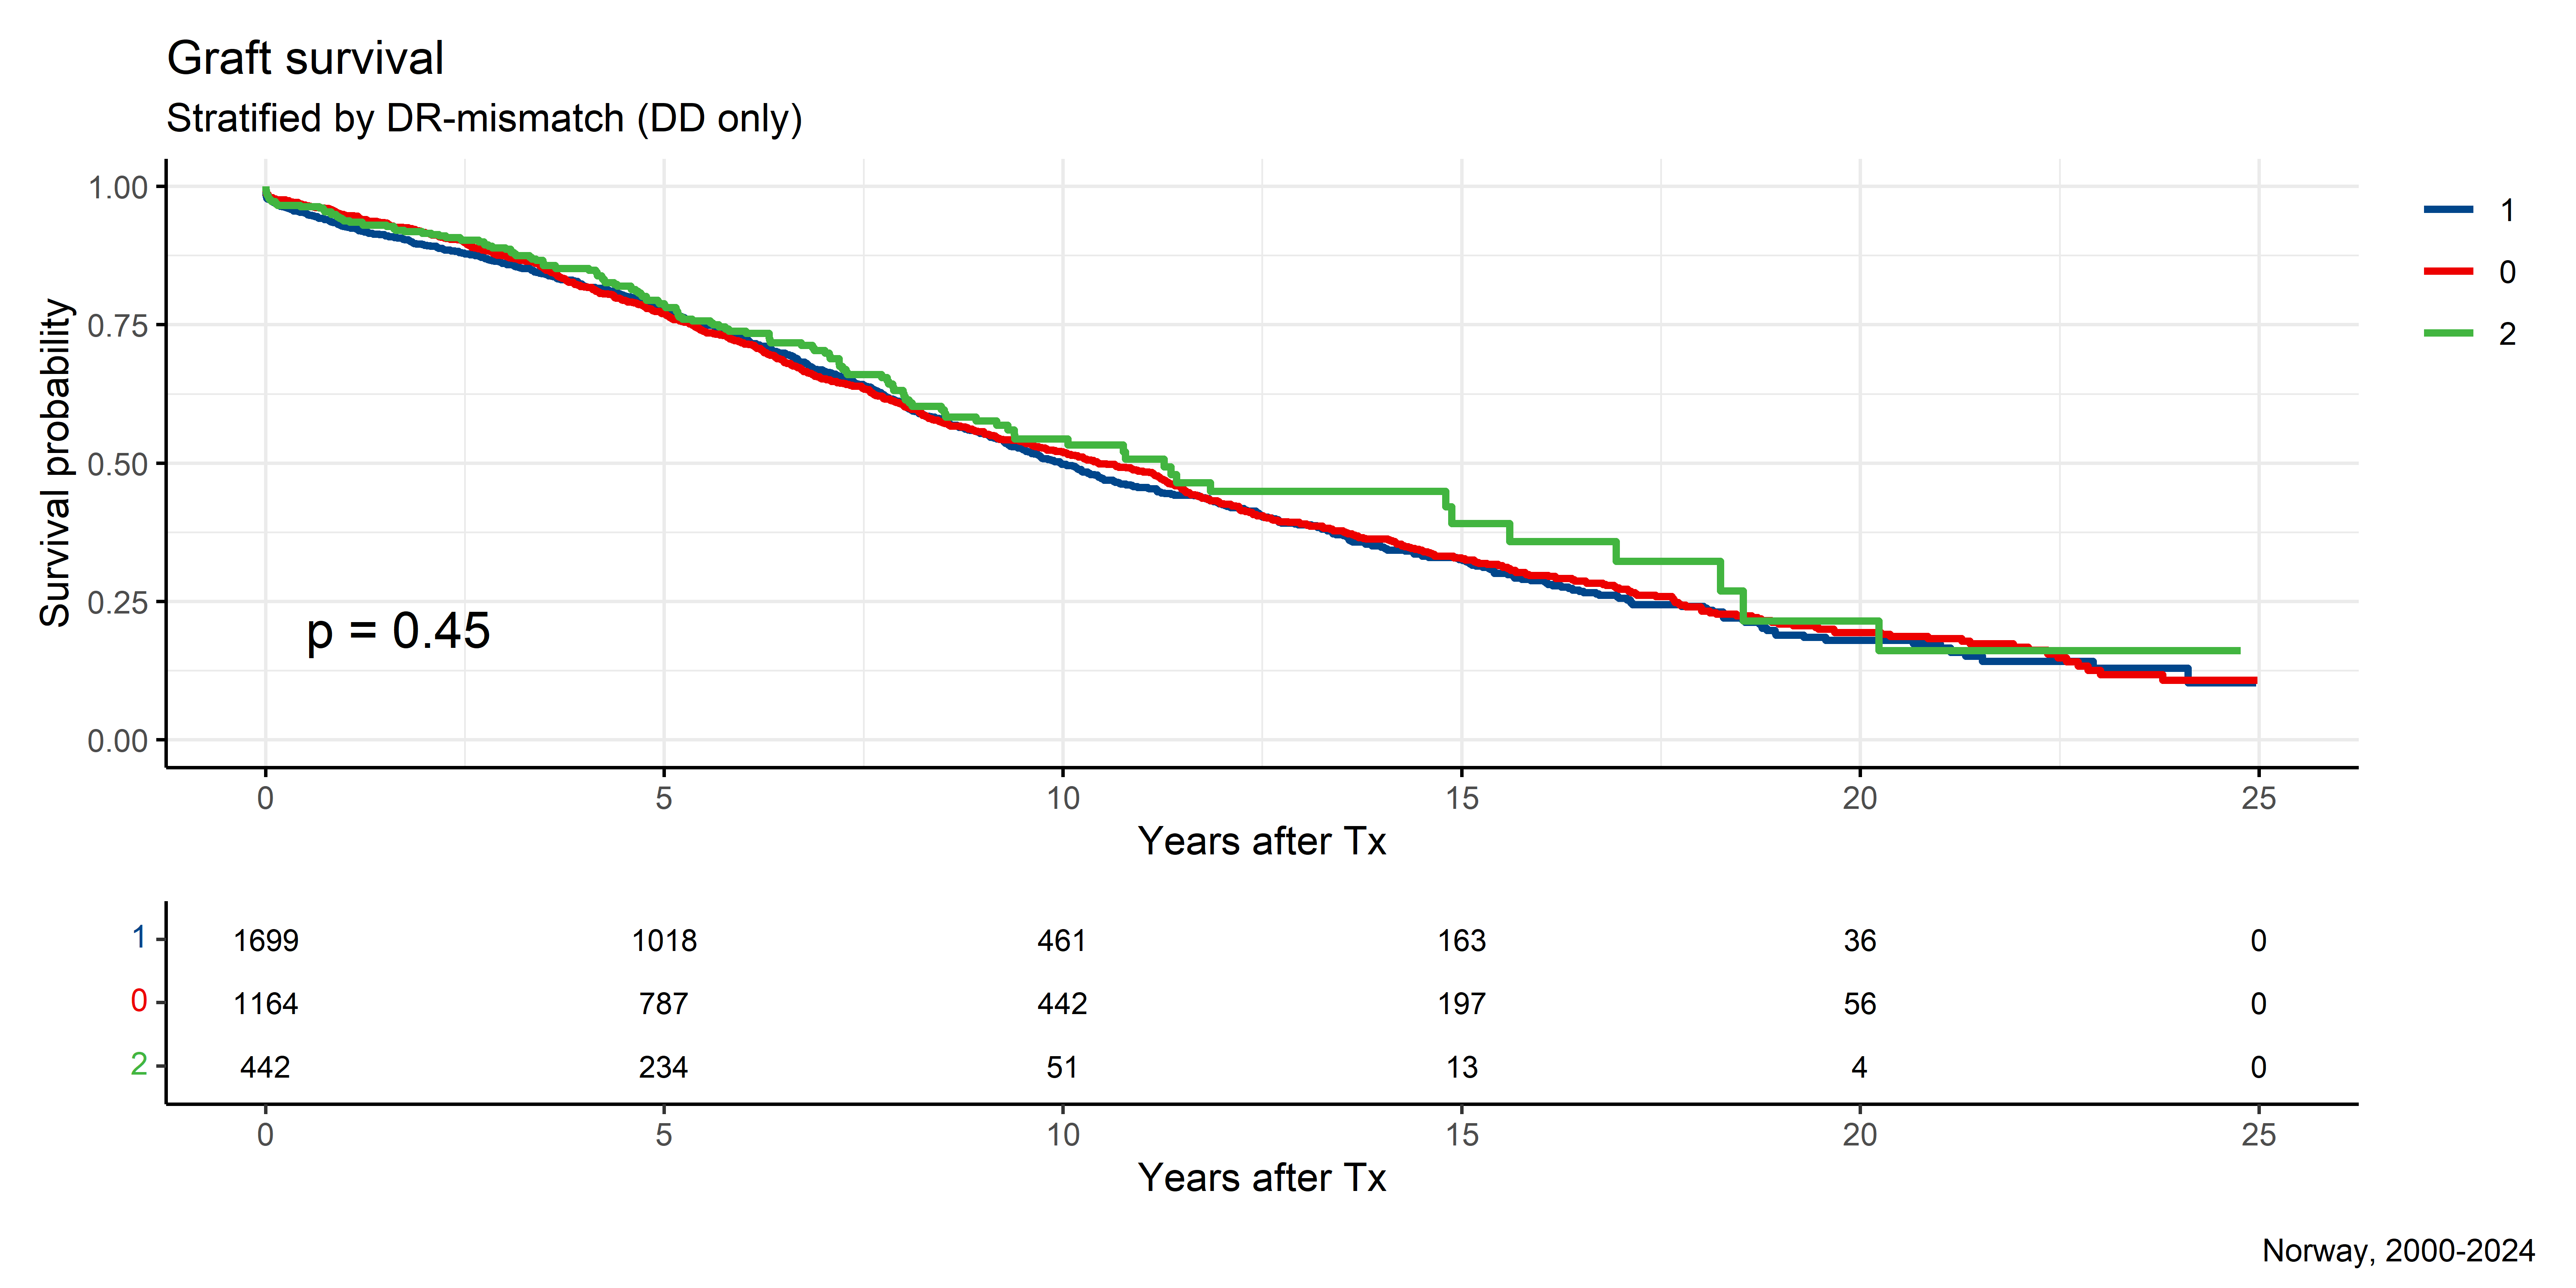 Graft survival
Stratified by DR-mismatch (DD only)
1.00
0.75
0.50
0.25
0.00
Survival probability
p = 0.45
1
0
2
0 5 10 15 20 25
Years after Tx
1 1699 1018 461 163 36 0
0 1164 787 442 197 56 0
2 442 234 51 13 4 0
0 5 10 15 20 25
Years after Tx
Norway, 2000-2024